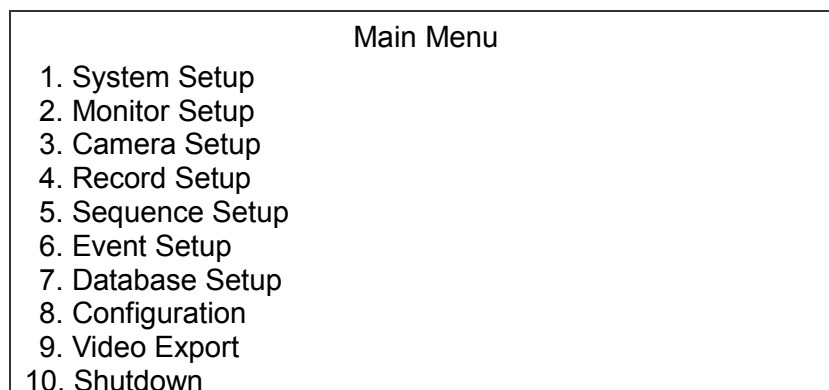 Main Menu
1. System Setup
2. Monitor Setup
3. Camera Setup
4. Record Setup
5. Sequence Setup
6. Event Setup
7. Database Setup
8. Configuration
9. Video Export
10. Shutdown